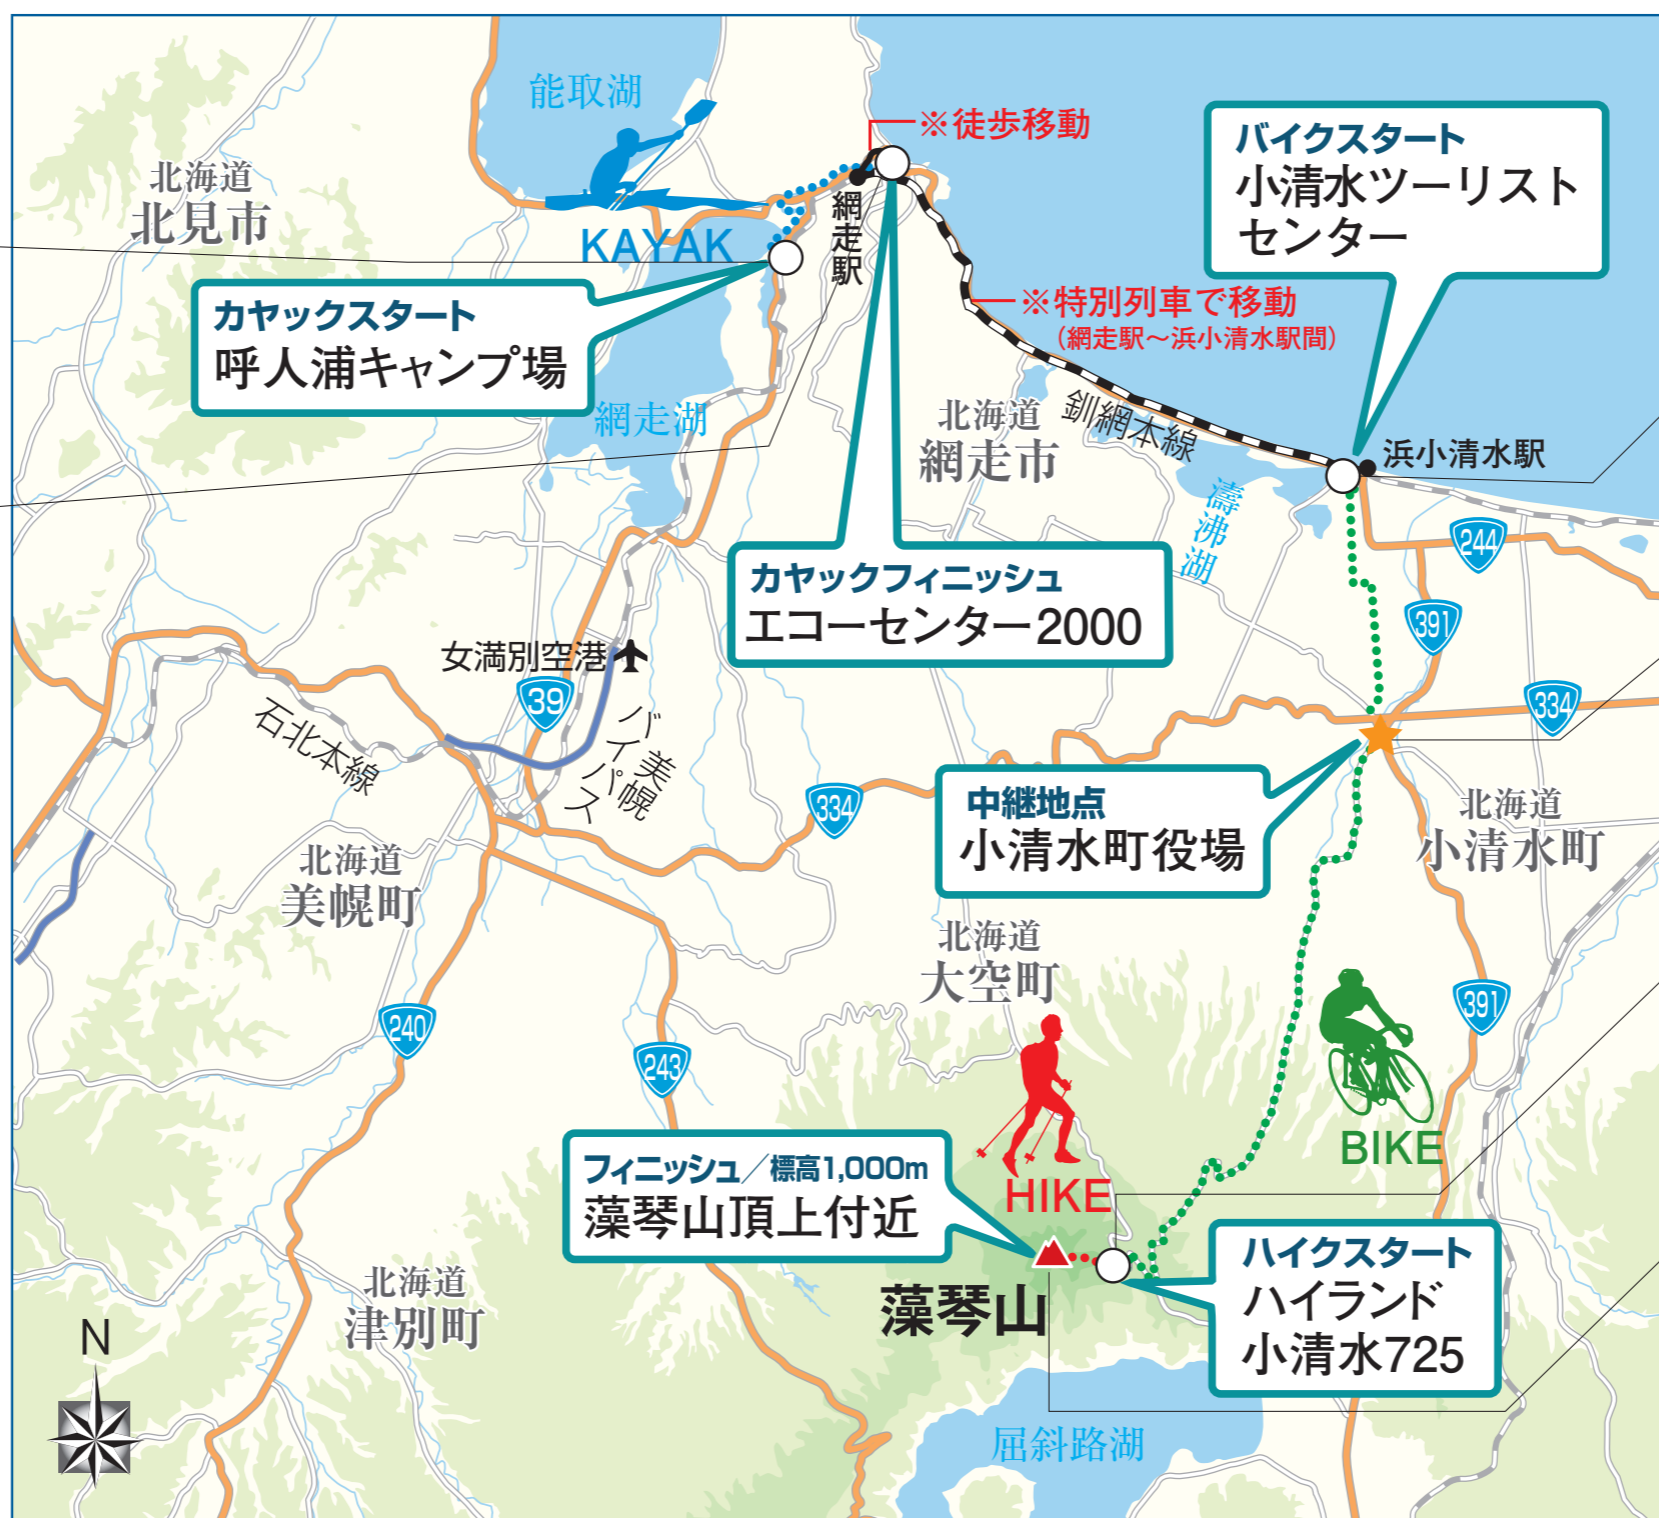 能取湖
※徒歩移動
バイクスタート
小清水ツーリスト
センター
北海道
北見市
KAYAK
網走駅
カヤックスタート
呼人浦キャンプ場
※特別列車で移動
(網走駅～浜小清水駅間)
網走湖
北海道
網走市
釧網本線
浜小清水駅
濤沸湖
244
カヤックフィニッシュ
エコーセンター2000
391
女満別空港
39
334
石北本線
美幌
バイパス
334
中継地点
小清水町役場
北海道
小清水町
北海道
美幌町
北海道
大空町
240
243
391
BIKE
フィニッシュ／標高1,000m
藻琴山頂上付近
HIKE
ハイクスタート
ハイランド
小清水725
藻琴山
北海道
津別町
N
屈斜路湖